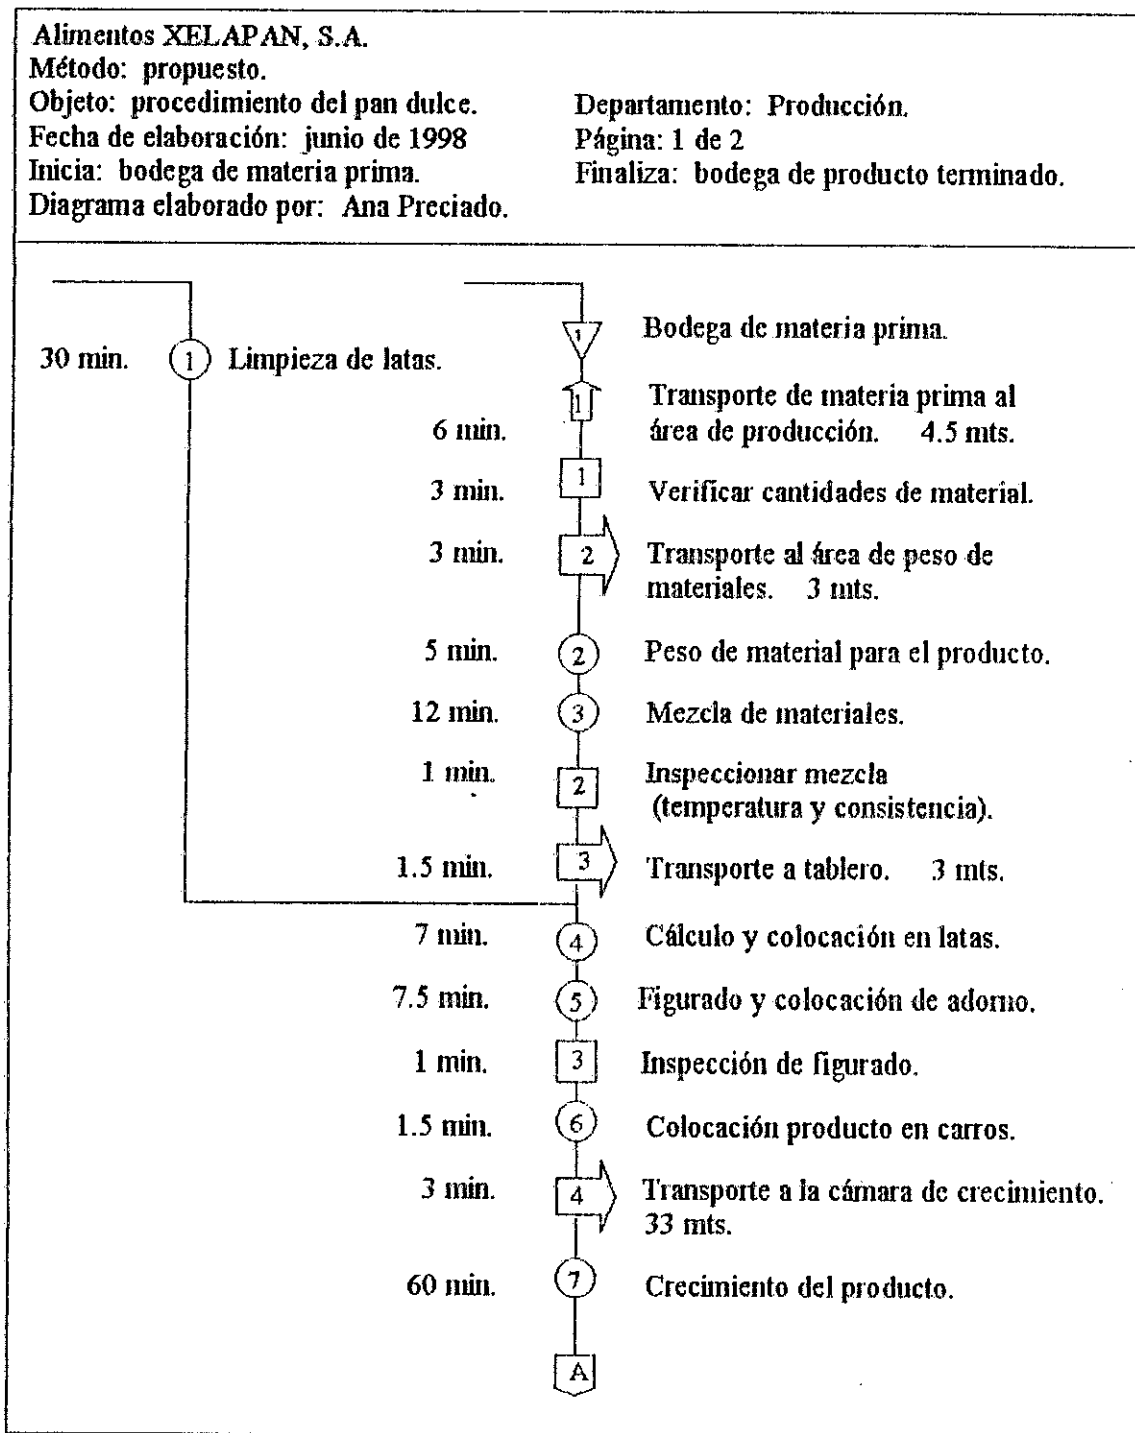 Alimentos XELAPAN, S.A.
Método: propuesto.
Objeto: procedimiento del pan dulce. Departamento: Producción.
Fecha de elaboración: junio de 1998 Página: 1 de 2
Inicia: bodega de materia prima. Finaliza: bodega de producto terminado.
Diagrama elaborado por: Ana Preciado.
1 Bodega de materia prima.
30 min. 1 Limpieza de latas.
1 Transporte de materia prima al
6 min. área de producción. 4.5 mts.
3 min. 1 Verificar cantidades de material.
3 min. 2 Transporte al área de peso de
materiales. 3 mts.
5 min. 2 Peso de material para el producto.
12 min. 3 Mezcla de materiales.
1 min. 2 Inspeccionar mezcla
(temperatura y consistencia).
1.5 min. 3 Transporte a tablero. 3 mts.
7 min. 4 Cálculo y colocación en latas.
7.5 min. 5 Figurado y colocación de adorno.
1 min. 3 Inspección de figurado.
1.5 min. 6 Colocación producto en carros.
3 min. 4 Transporte a la cámara de crecimiento.
33 mts.
60 min. 7 Crecimiento del producto.
A